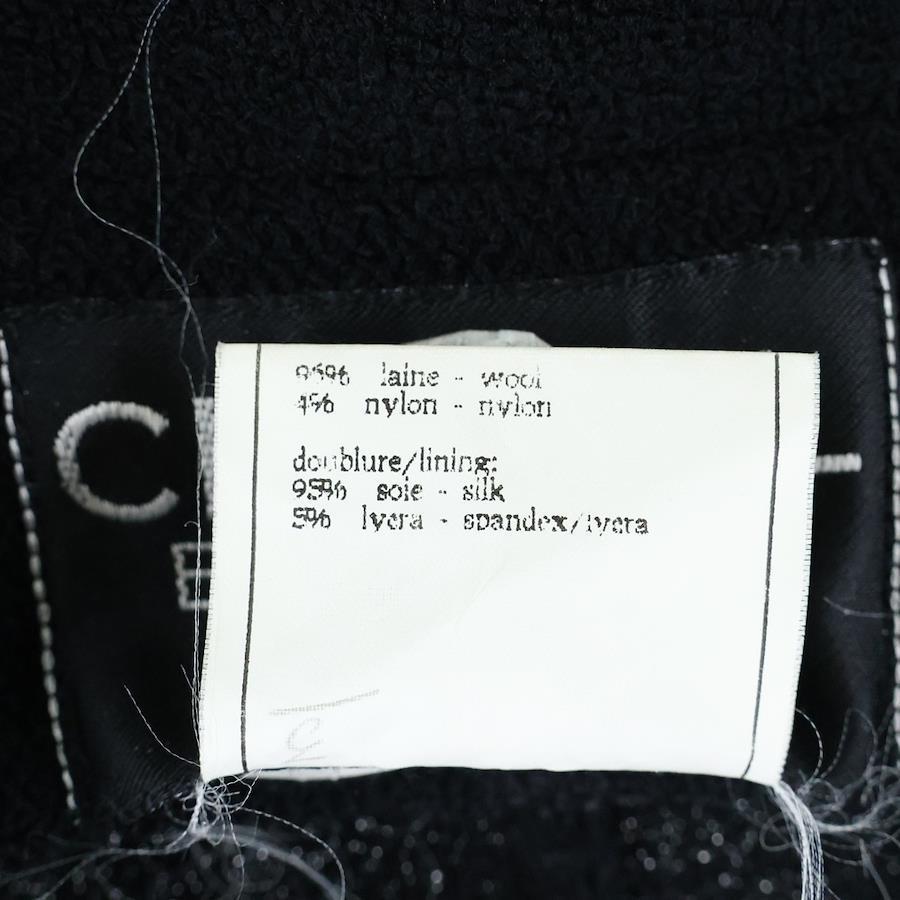 96% laine - wool
4% nylon - nylon
doublure/lining:
95% soie - silk
5% lycra - spandex/lycra